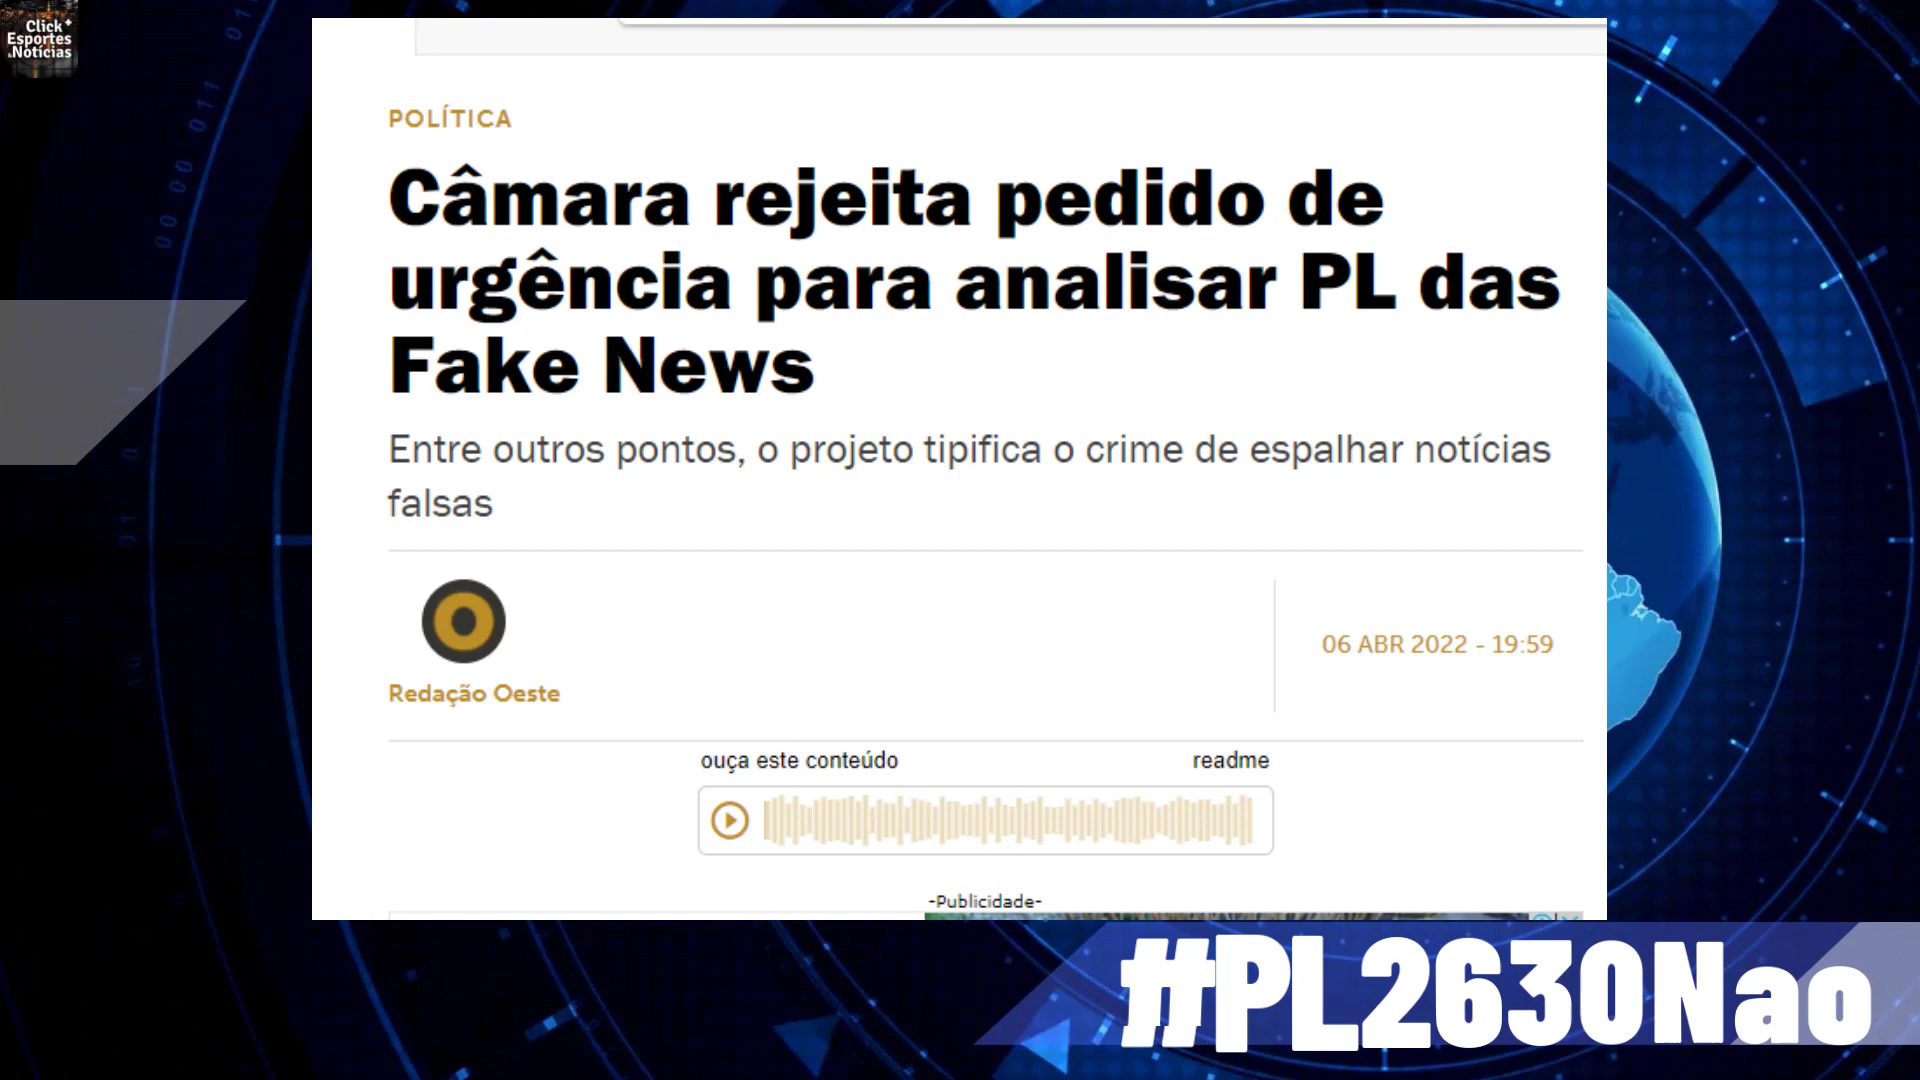 Click+
Esportes
&Notícias
POLÍTICA
Câmara rejeita pedido de
urgência para analisar PL das
Fake News
Entre outros pontos, o projeto tipifica o crime de espalhar notícias
falsas
Redação Oeste
06 ABR 2022 - 19:59
ouça este conteúdo
readme
-Publicidade-
#PL2630Nao